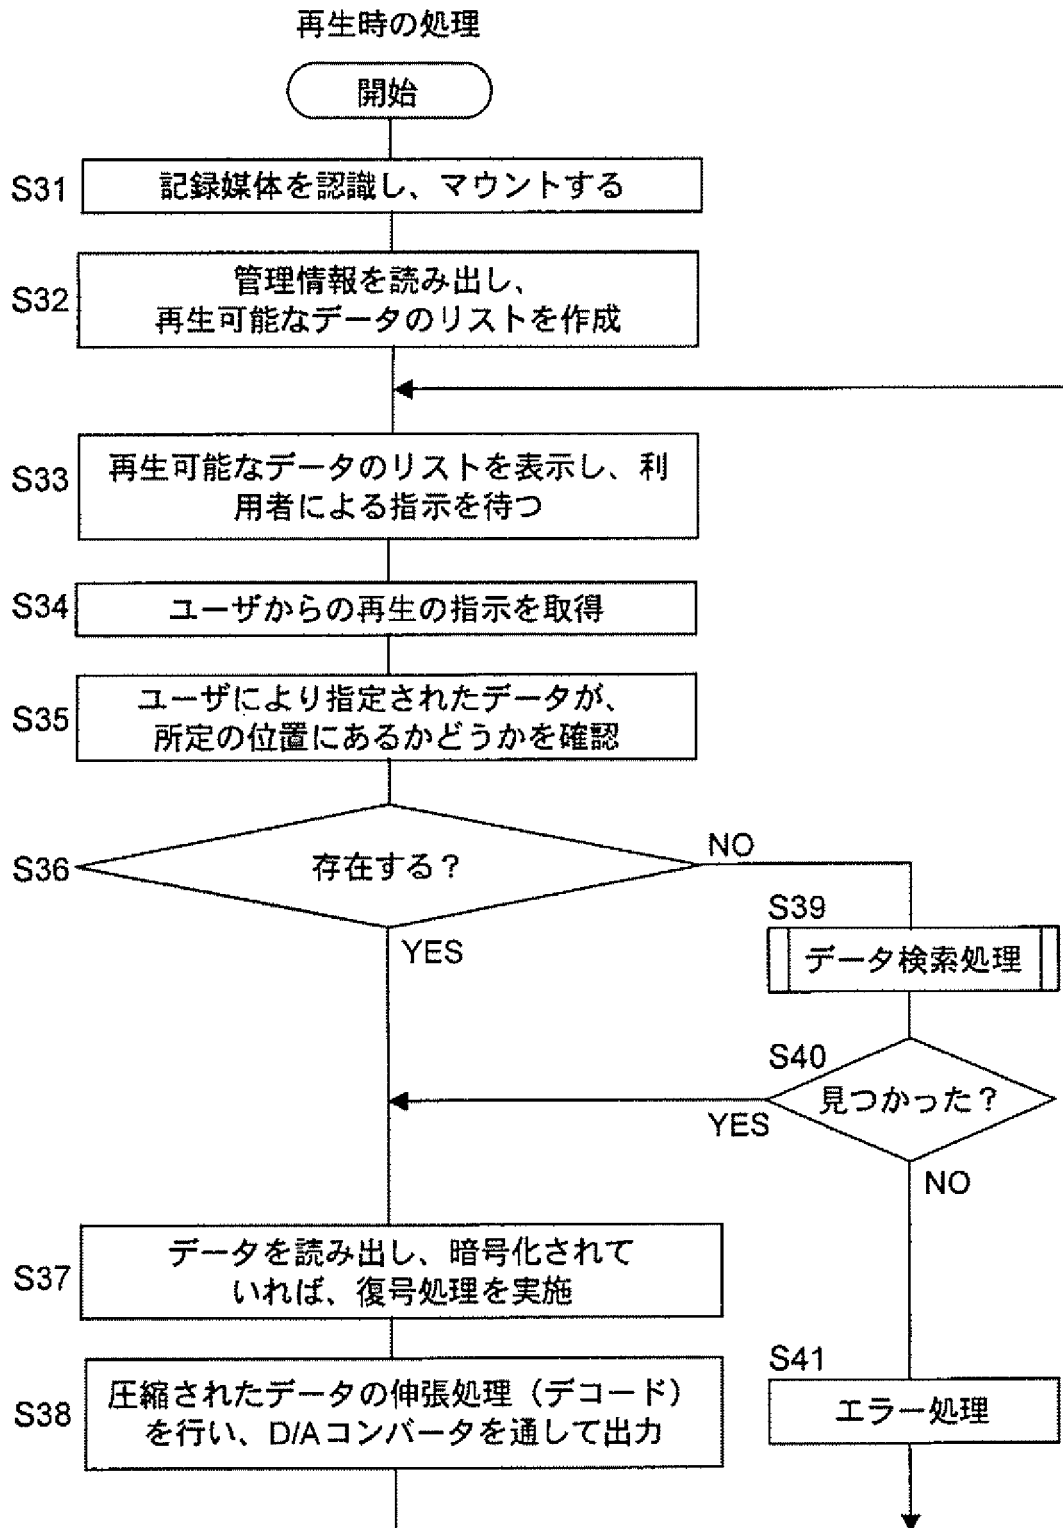 再生時の処理
開始
S31
記録媒体を認識し、マウントする
S32
管理情報を読み出し、
再生可能なデータのリストを作成
S33
再生可能なデータのリストを表示し、利
用者による指示を待つ
S34
ユーザからの再生の指示を取得
S35
ユーザにより指定されたデータが、
所定の位置にあるかどうかを確認
S36
存在する？
NO
YES
S39
データ検索処理
S40
見つかった？
YES
NO
S37
データを読み出し、暗号化されて
いれば、復号処理を実施
S38
圧縮されたデータの伸張処理（デコード）
を行い、D/Aコンバータを通して出力
S41
エラー処理